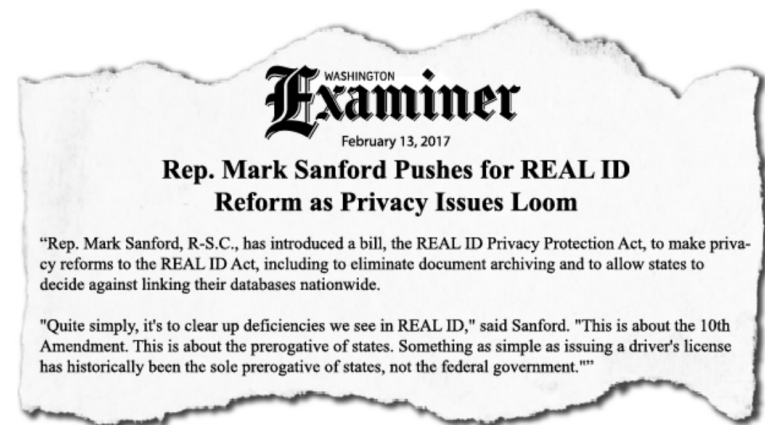 WASHINGTON
Examiner
February 13, 2017
Rep. Mark Sanford Pushes for REAL ID
Reform as Privacy Issues Loom
“Rep. Mark Sanford, R-S.C., has introduced a bill, the REAL ID Privacy Protection Act, to make priva-
cy reforms to the REAL ID Act, including to eliminate document archiving and to allow states to
decide against linking their databases nationwide.
"Quite simply, it's to clear up deficiencies we see in REAL ID," said Sanford. "This is about the 10th
Amendment. This is about the prerogative of states. Something as simple as issuing a driver's license
has historically been the sole prerogative of states, not the federal government."”